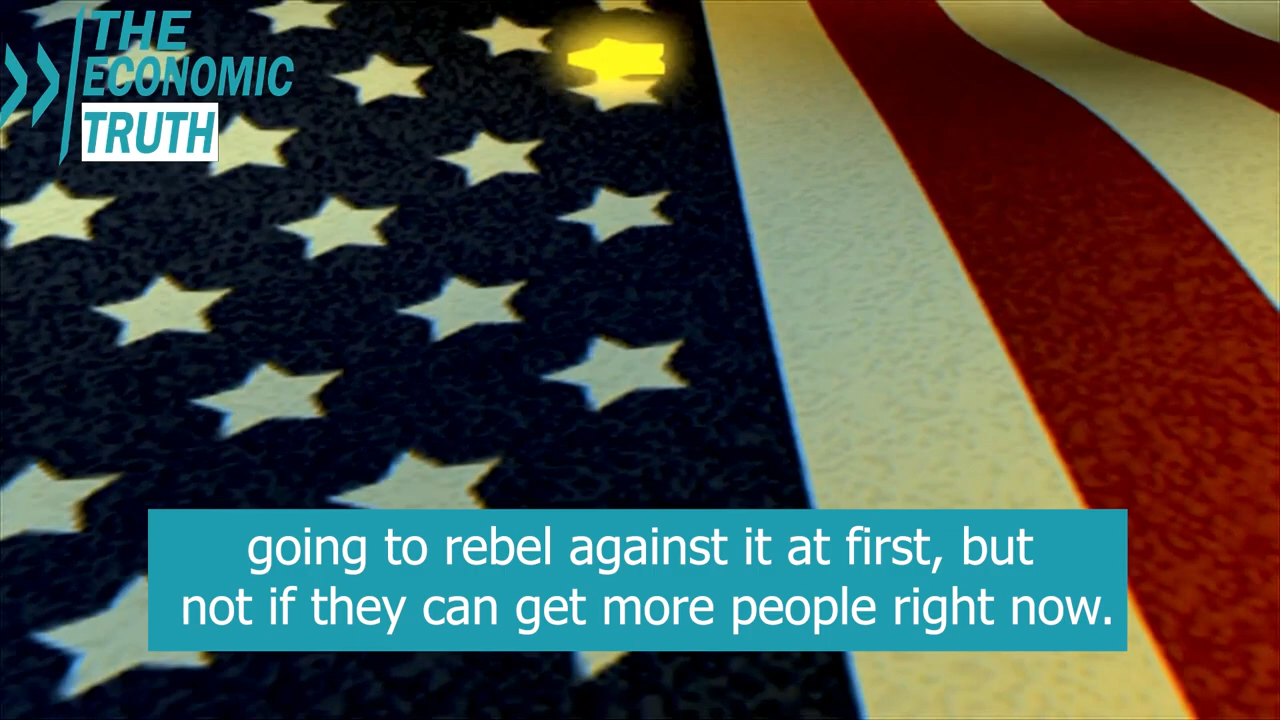 THE
ECONOMIC
TRUTH
going to rebel against it at first, but
not if they can get more people right now.